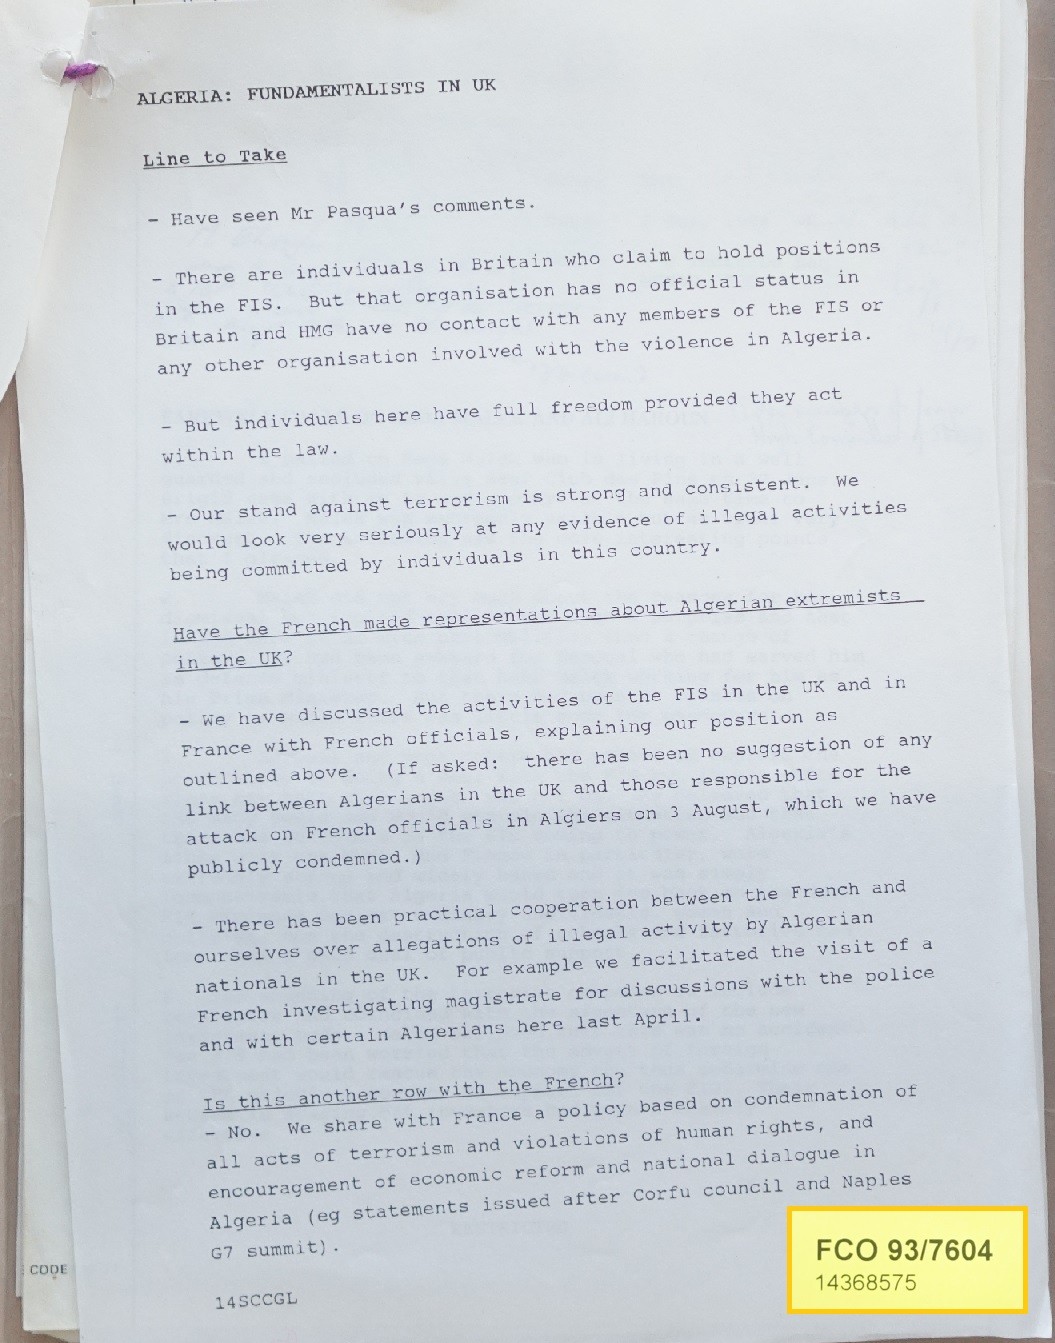 ALGERIA: FUNDAMENTALISTS IN UK
Line to Take
- Have seen Mr Pasqua's comments.
- There are individuals in Britain who claim to hold positions
in the FIS. But that organisation has no official status in
Britain and HMG have no contact with any members of the FIS or
any other organisation involved with the violence in Algeria.
- But individuals here have full freedom provided they act
within the law.
- Our stand against terrorism is strong and consistent. We
would look very seriously at any evidence of illegal activities
being committed by individuals in this country.
Have the French made representations about Algerian extremists
in the UK?
- We have discussed the activities of the FIS in the UK and in
France with French officials, explaining our position as
outlined above. (If asked: there has been no suggestion of any
link between Algerians in the UK and those responsible for the
attack on French officials in Algiers on 3 August, which we have
publicly condemned.)
- There has been practical cooperation between the French and
ourselves over allegations of illegal activity by Algerian
nationals in the UK. For example we facilitated the visit of a
French investigating magistrate for discussions with the police
and with certain Algerians here last April.
Is this another row with the French?
- No. We share with France a policy based on condemnation of
all acts of terrorism and violations of human rights, and
encouragement of economic reform and national dialogue in
Algeria (eg statements issued after Corfu council and Naples
G7 summit).
14SCCGL
CODE
FCO 93/7604
14368575